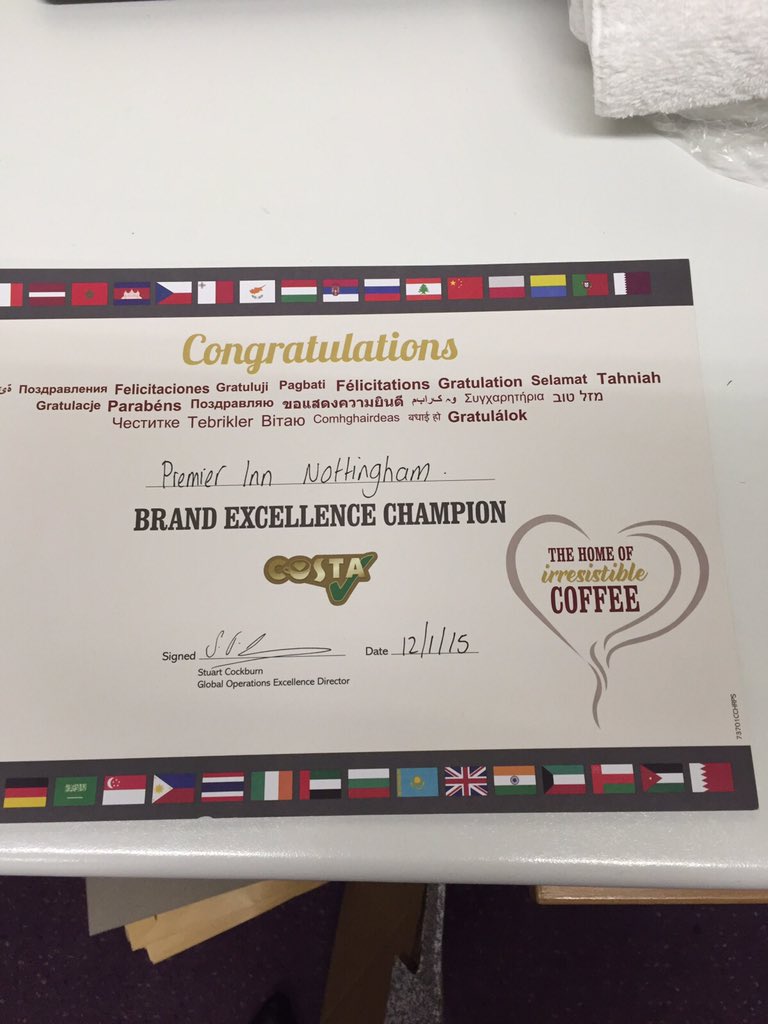 Congratulations
Поздравления Felicitaciones Gratuluji Pagbati Félicitations Gratulation Selamat Tahniah
Gratulacje Parabéns Поздравляю ขอแสดงความยินดี Συγχαρητήρια מזל טוב
Честитке Tebrikler Вітаю Comhghairdeas बधाई हो Gratulálok
Premier Inn Nottingham.
BRAND EXCELLENCE CHAMPION
COSTA
THE HOME OF
irresistible
COFFEE
Signed
Date 12/1/15
Stuart Cockburn
Global Operations Excellence Director
73701CCHRPS